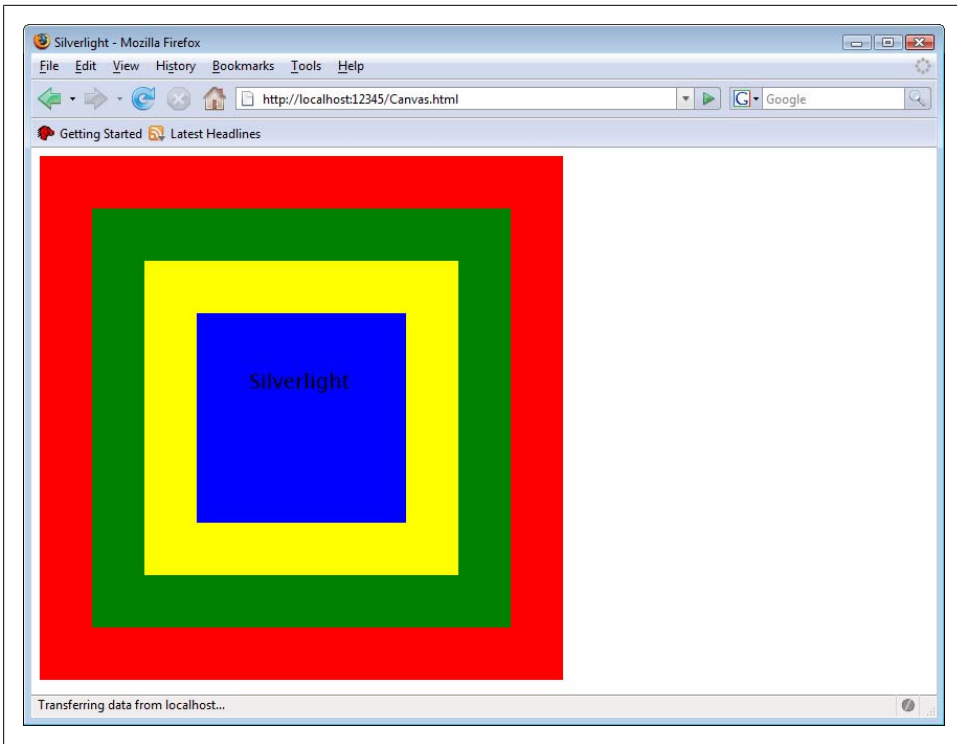 Silverlight - Mozilla Firefox
File Edit View History Bookmarks Tools Help
http://localhost:12345/Canvas.html G Google
Getting Started Latest Headlines
Silverlight
Transferring data from localhost...